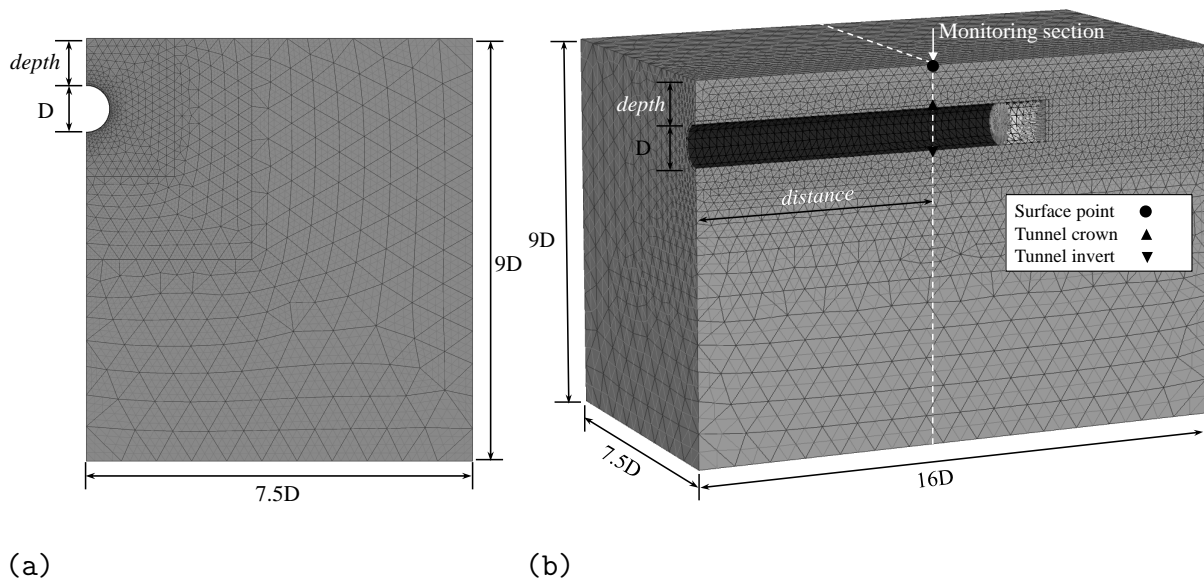 depth
D
9D
7.5D
(a)
Monitoring section
depth
D
distance
9D
Surface point
Tunnel crown
Tunnel invert
7.5D
16D
(b)